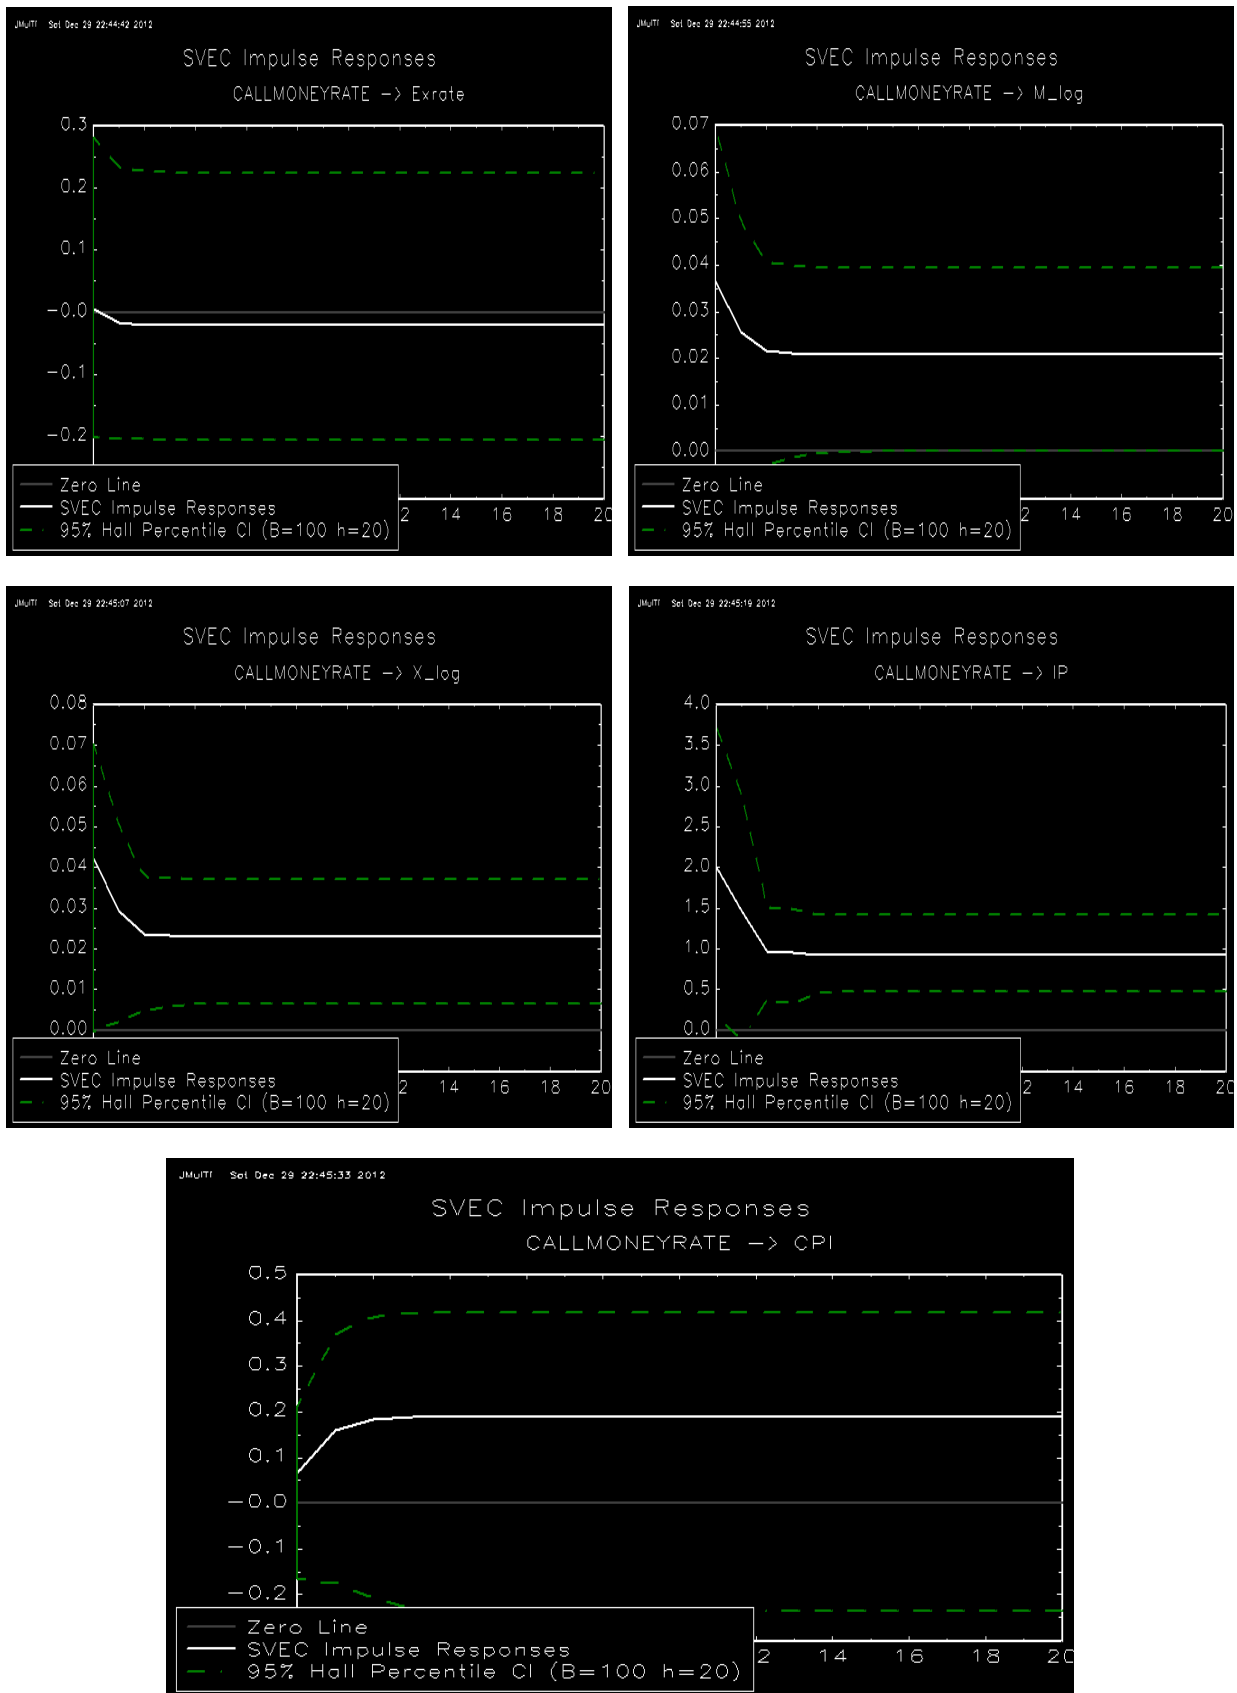 JMulTi Sat Dec 29 22:44:42 2012
SVEC Impulse Responses
CALLMONEYRATE -> Exrate
0.3
0.2
0.1
-0.0
-0.1
-0.2
12 14 16 18 20
Zero Line
SVEC Impulse Responses
95% Hall Percentile CI (B=100 h=20)
JMulTi Sat Dec 29 22:44:55 2012
SVEC Impulse Responses
CALLMONEYRATE -> M_log
0.07
0.06
0.05
0.04
0.03
0.02
0.01
0.00
12 14 16 18 20
Zero Line
SVEC Impulse Responses
95% Hall Percentile CI (B=100 h=20)
JMulTi Sat Dec 29 22:45:07 2012
SVEC Impulse Responses
CALLMONEYRATE -> X_log
0.08
0.07
0.06
0.05
0.04
0.03
0.02
0.01
0.00
12 14 16 18 20
Zero Line
SVEC Impulse Responses
95% Hall Percentile CI (B=100 h=20)
JMulTi Sat Dec 29 22:45:19 2012
SVEC Impulse Responses
CALLMONEYRATE -> IP
4.0
3.5
3.0
2.5
2.0
1.5
1.0
0.5
0.0
12 14 16 18 20
Zero Line
SVEC Impulse Responses
95% Hall Percentile CI (B=100 h=20)
JMulTi Sat Dec 29 22:45:33 2012
SVEC Impulse Responses
CALLMONEYRATE -> CPI
0.5
0.4
0.3
0.2
0.1
-0.0
-0.1
-0.2
2 14 16 18 20
Zero Line
SVEC Impulse Responses
95% Hall Percentile CI (B=100 h=20)